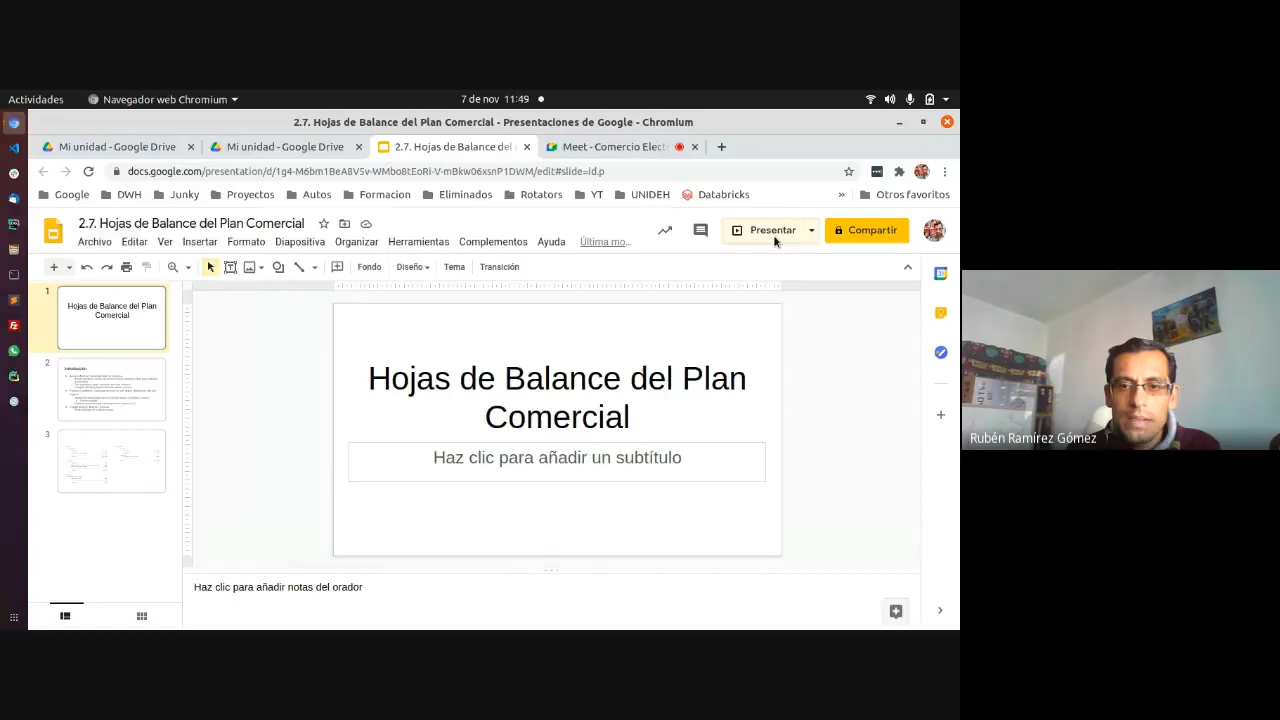 Actividades
Navegador web Chromium
7 de nov 11:49
2.7. Hojas de Balance del Plan Comercial - Presentaciones de Google - Chromium
Mi unidad - Google Drive
Mi unidad - Google Drive
2.7. Hojas de Balance del
Meet - Comercio Elect
docs.google.com/presentation/d/1g4-M6bm1BeA8V5v-WMbo8tEoRi-V-mBkw06xsnP1DWM/edit#slide=id.p
Google
DWH
Junky
Proyectos
Autos
Formacion
Eliminados
Rotators
YT
UNIDEH
Databricks
»
Otros favoritos
2.7. Hojas de Balance del Plan Comercial
Presentar
Compartir
Archivo
Editar
Ver
Insertar
Formato
Diapositiva
Organizar
Herramientas
Complementos
Ayuda
Última mo...
Fondo
Diseño
Tema
Transición
1
Hojas de Balance del Plan
Comercial
2
Introducción
3
Hojas de Balance del Plan
Comercial
Haz clic para añadir un subtítulo
Haz clic para añadir notas del orador
Rubén Ramírez Gómez